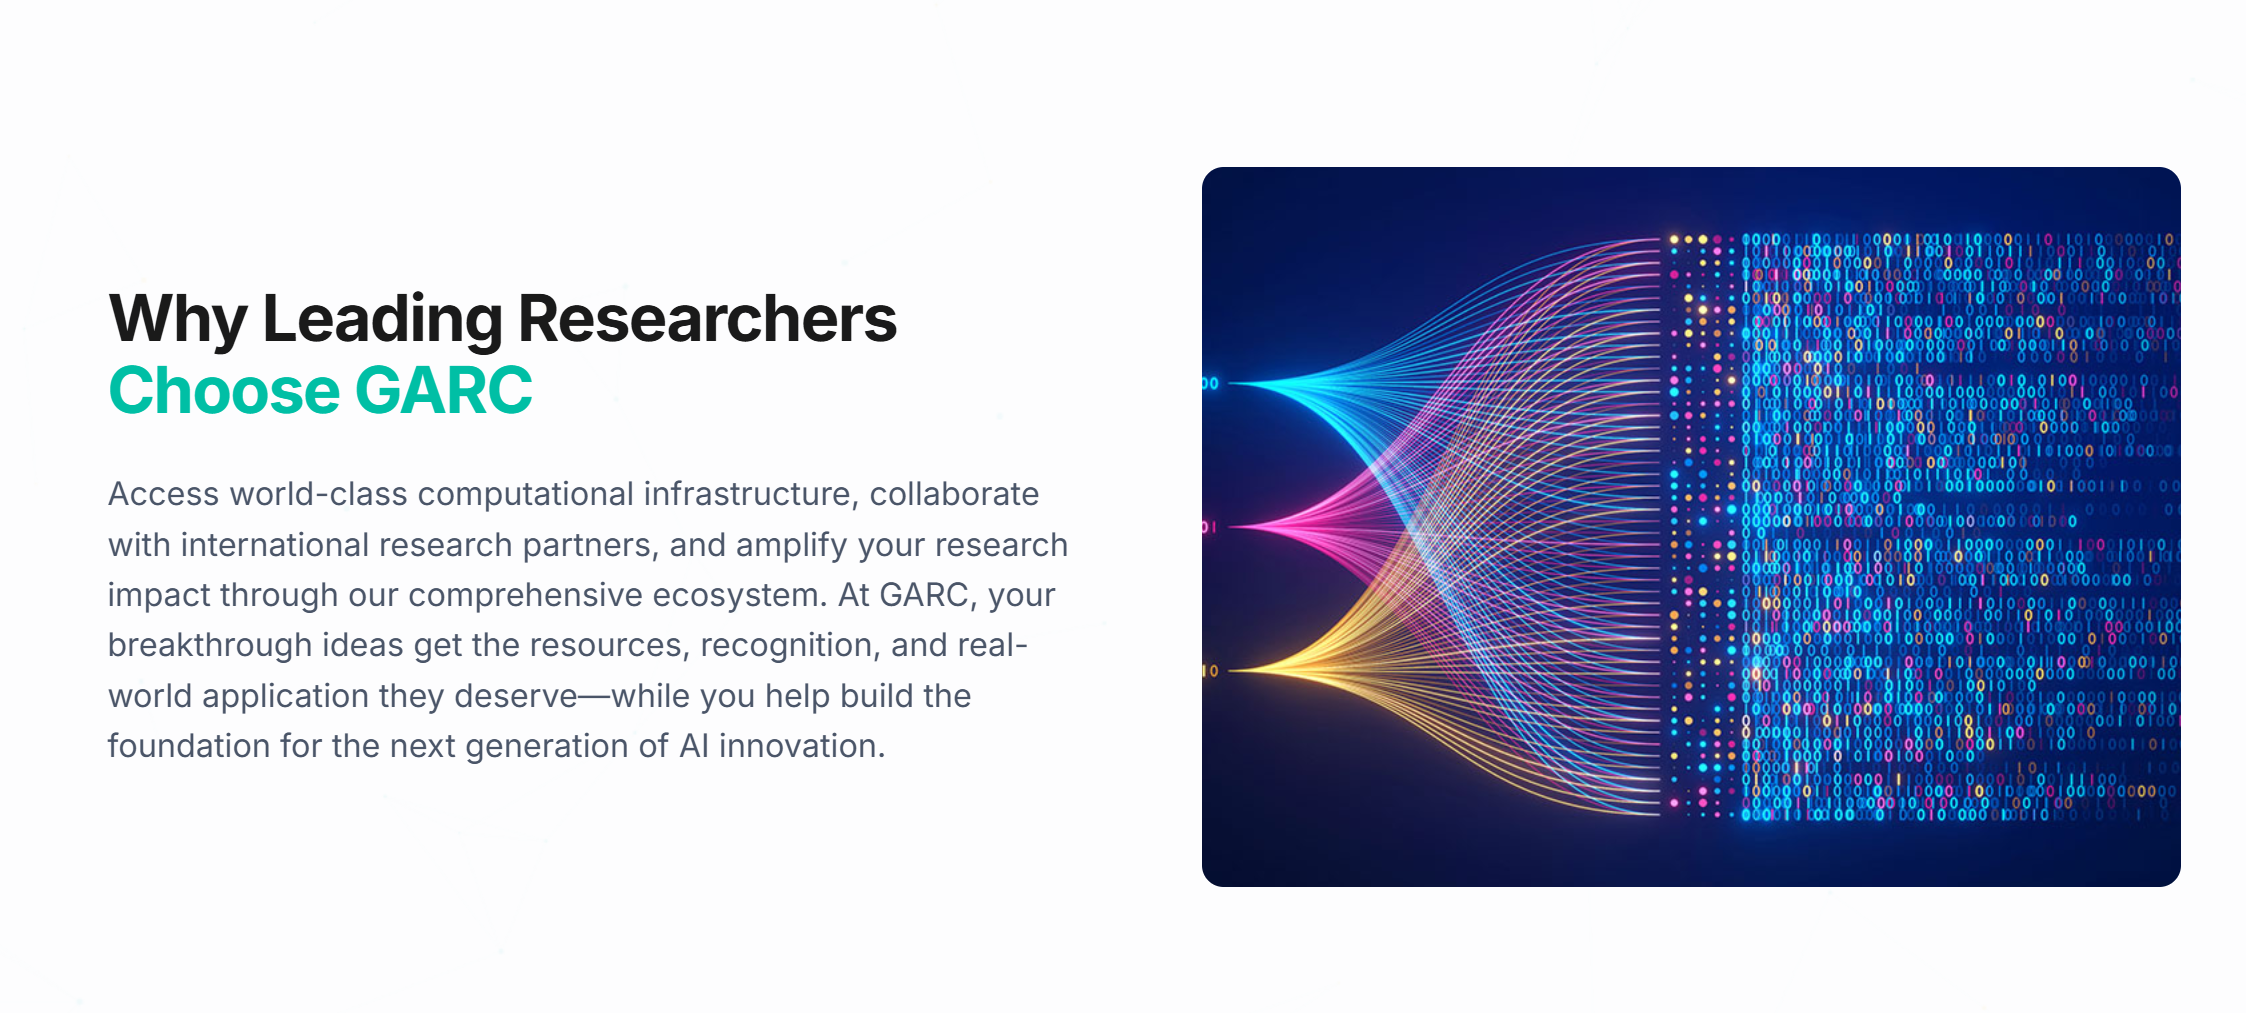 Why Leading Researchers
Choose GARC
Access world-class computational infrastructure, collaborate
with international research partners, and amplify your research
impact through our comprehensive ecosystem. At GARC, your
breakthrough ideas get the resources, recognition, and real-
world application they deserve—while you help build the
foundation for the next generation of AI innovation.